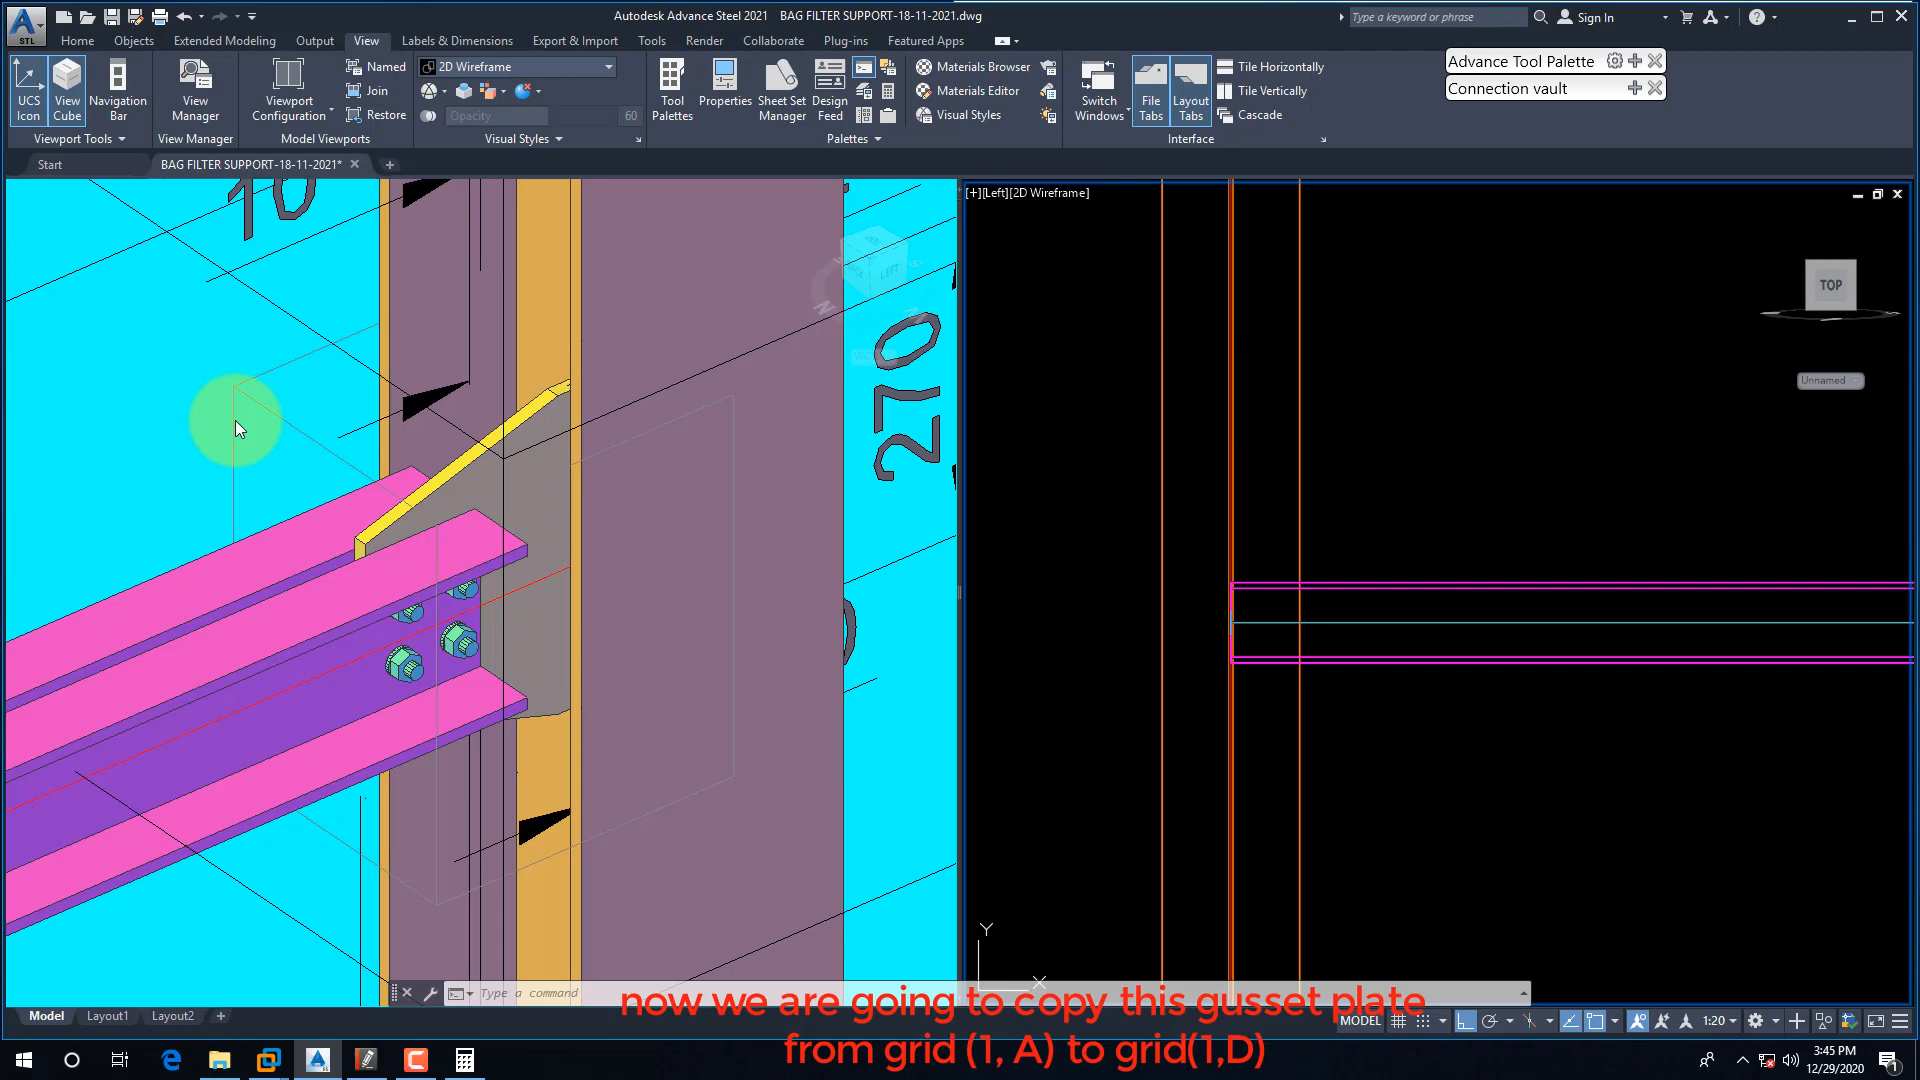 Autodesk Advance Steel 2021 BAG FILTER SUPPORT-18-11-2021.dwg
Type a keyword or phrase
Sign In
STL
Home
Objects
Extended Modeling
Output
View
Labels & Dimensions
Export & Import
Tools
Render
Collaborate
Plug-ins
Featured Apps
UCS Icon
View Cube
Navigation Bar
Viewport Tools
View Manager
View Manager
Viewport Configuration
Named
Join
Restore
Model Viewports
2D Wireframe
Opacity
60
Visual Styles
Tool Palettes
Properties
Sheet Set Manager
Design Feed
Palettes
Materials Browser
Materials Editor
Visual Styles
Switch Windows
File Tabs
Layout Tabs
Tile Horizontally
Tile Vertically
Cascade
Interface
Advance Tool Palette
Connection vault
Start
BAG FILTER SUPPORT-18-11-2021*
[+][Left][2D Wireframe]
10
LEFT
N
270
0
TOP
Unnamed
Y
X
Type a command
now we are going to copy this gusset plate
from grid (1, A) to grid(1,D)
Model
Layout1
Layout2
MODEL
1:20
3:45 PM
12/29/2020
1